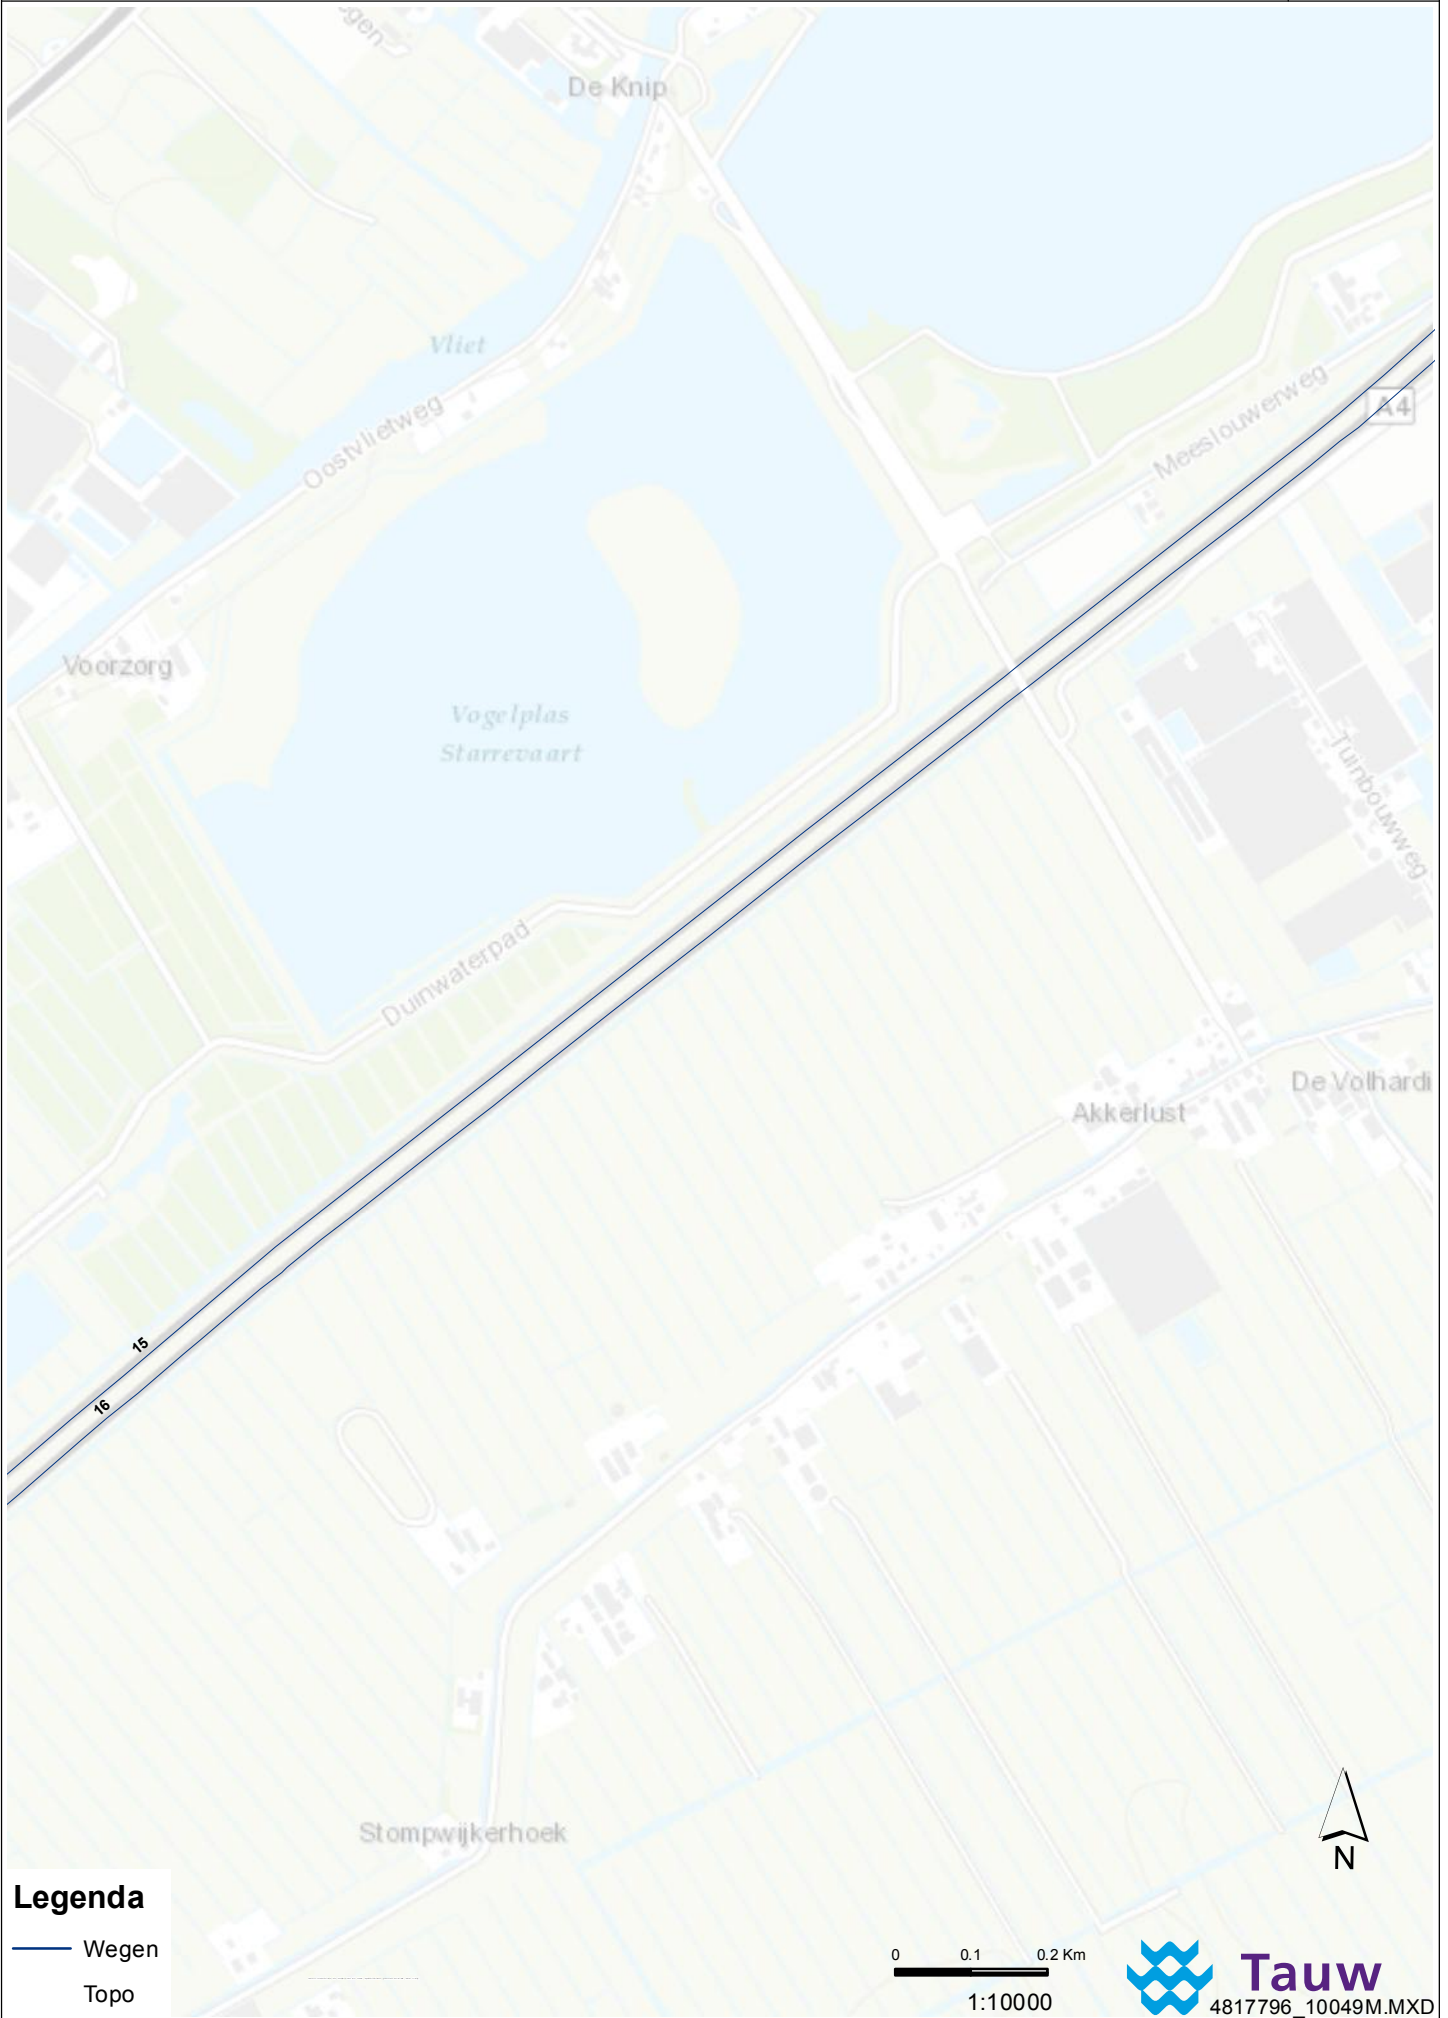 De Knip
Vliet
Oostvlietweg
Meeslouwerweg
A4
Voorzorg
Vogelplas
Starrevaart
Tuinbouwweg
Duinwaterpad
De Volhardi
Akkerlust
15
16
Stompwijkerhoek
N
Legenda
Wegen
Topo
0 0.1 0.2 Km
1:10000
Tauw
4817796_10049M.MXD